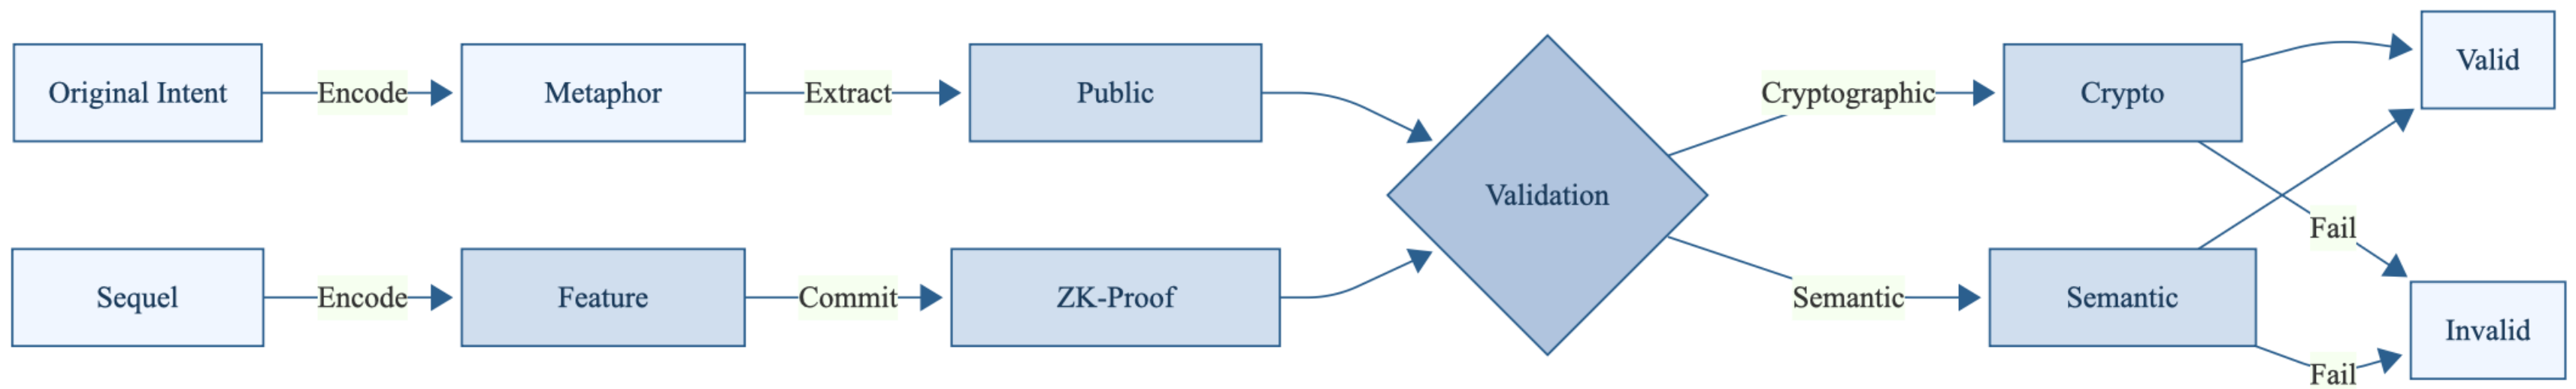 Original Intent
Encode
Metaphor
Extract
Public
Sequel
Encode
Feature
Commit
ZK-Proof
Validation
Cryptographic
Crypto
Semantic
Semantic
Valid
Fail
Invalid
Fail